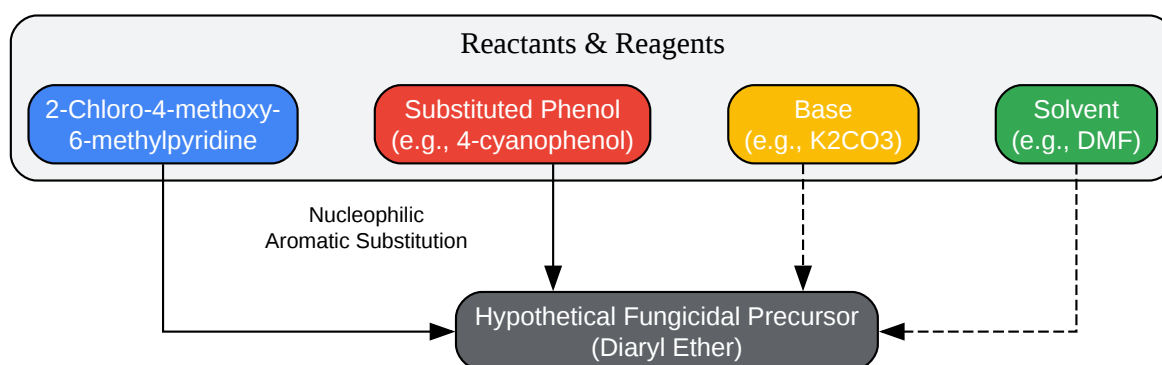 Reactants & Reagents
2-Chloro-4-methoxy-
6-methylpyridine
Substituted Phenol
(e.g., 4-cyanophenol)
Base
(e.g., K2CO3)
Solvent
(e.g., DMF)
Nucleophilic
Aromatic Substitution
Hypothetical Fungicidal Precursor
(Diaryl Ether)